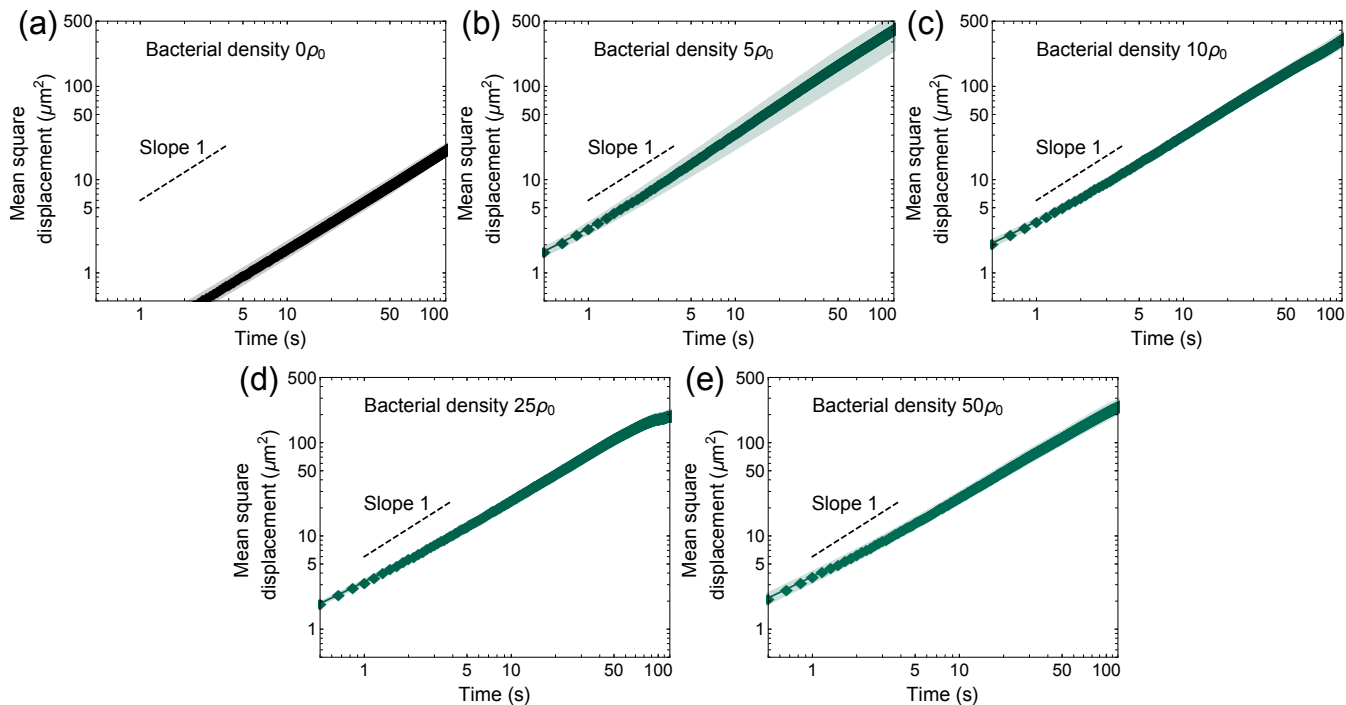 (a)
Bacterial density 0ρ₀
Slope 1
Mean square
displacement (μm²)
500
100
50
10
5
1
1
5
10
50
100
Time (s)
(b)
Bacterial density 5ρ₀
Slope 1
Mean square
displacement (μm²)
500
100
50
10
5
1
1
5
10
50
100
Time (s)
(c)
Bacterial density 10ρ₀
Slope 1
Mean square
displacement (μm²)
500
100
50
10
5
1
1
5
10
50
100
Time (s)
(d)
Bacterial density 25ρ₀
Slope 1
Mean square
displacement (μm²)
500
100
50
10
5
1
1
5
10
50
100
Time (s)
(e)
Bacterial density 50ρ₀
Slope 1
Mean square
displacement (μm²)
500
100
50
10
5
1
1
5
10
50
100
Time (s)